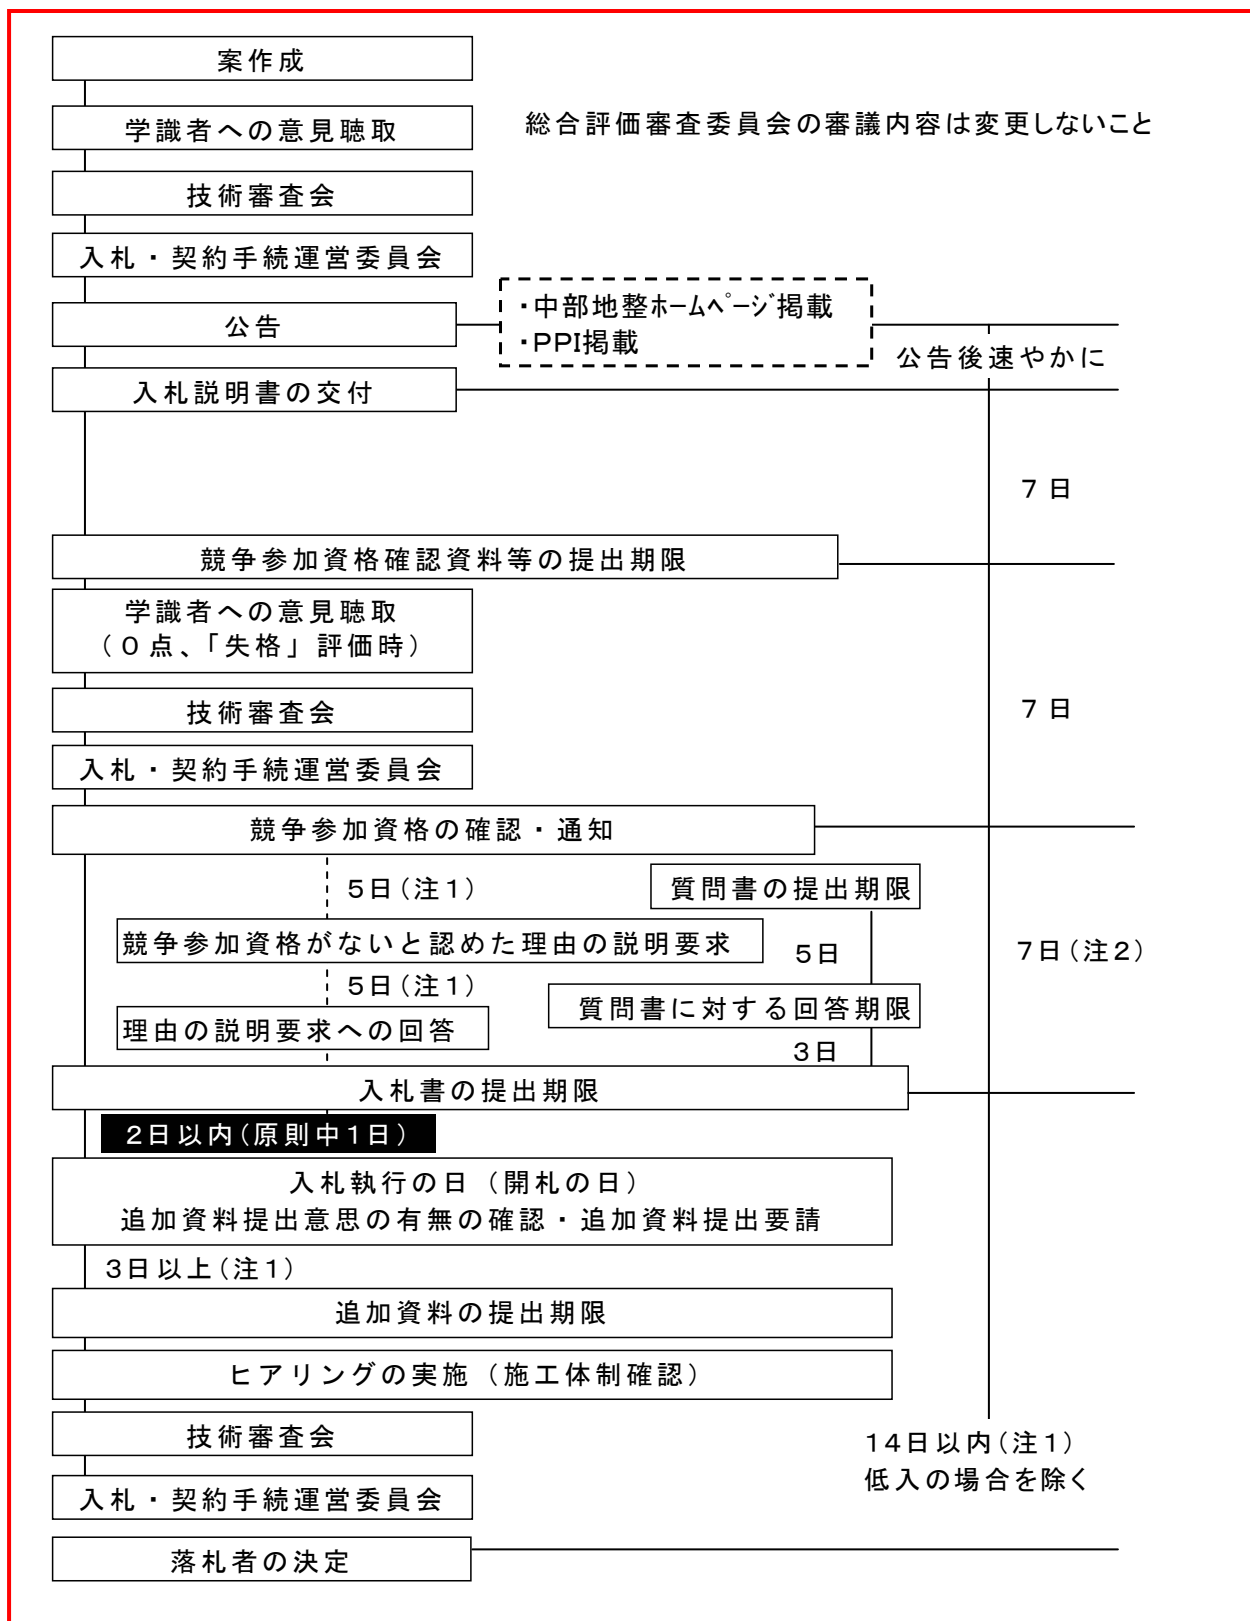 案作成
学識者への意見聴取
総合評価審査委員会の審議内容は変更しないこと
技術審査会
入札・契約手続運営委員会
公告
・中部地整ﾎｰﾑﾍﾟｰｼﾞ掲載
・PPI掲載
公告後速やかに
入札説明書の交付
7日
競争参加資格確認資料等の提出期限
学識者への意見聴取
(０点、「失格」評価時)
技術審査会
7日
入札・契約手続運営委員会
競争参加資格の確認・通知
5日(注1)
質問書の提出期限
競争参加資格がないと認めた理由の説明要求
5日
7日(注2)
5日(注1)
質問書に対する回答期限
理由の説明要求への回答
3日
入札書の提出期限
2日以内(原則中1日)
入札執行の日(開札の日)
追加資料提出意思の有無の確認・追加資料提出要請
3日以上(注1)
追加資料の提出期限
ヒアリングの実施(施工体制確認)
技術審査会
14日以内(注1)
低入の場合を除く
入札・契約手続運営委員会
落札者の決定